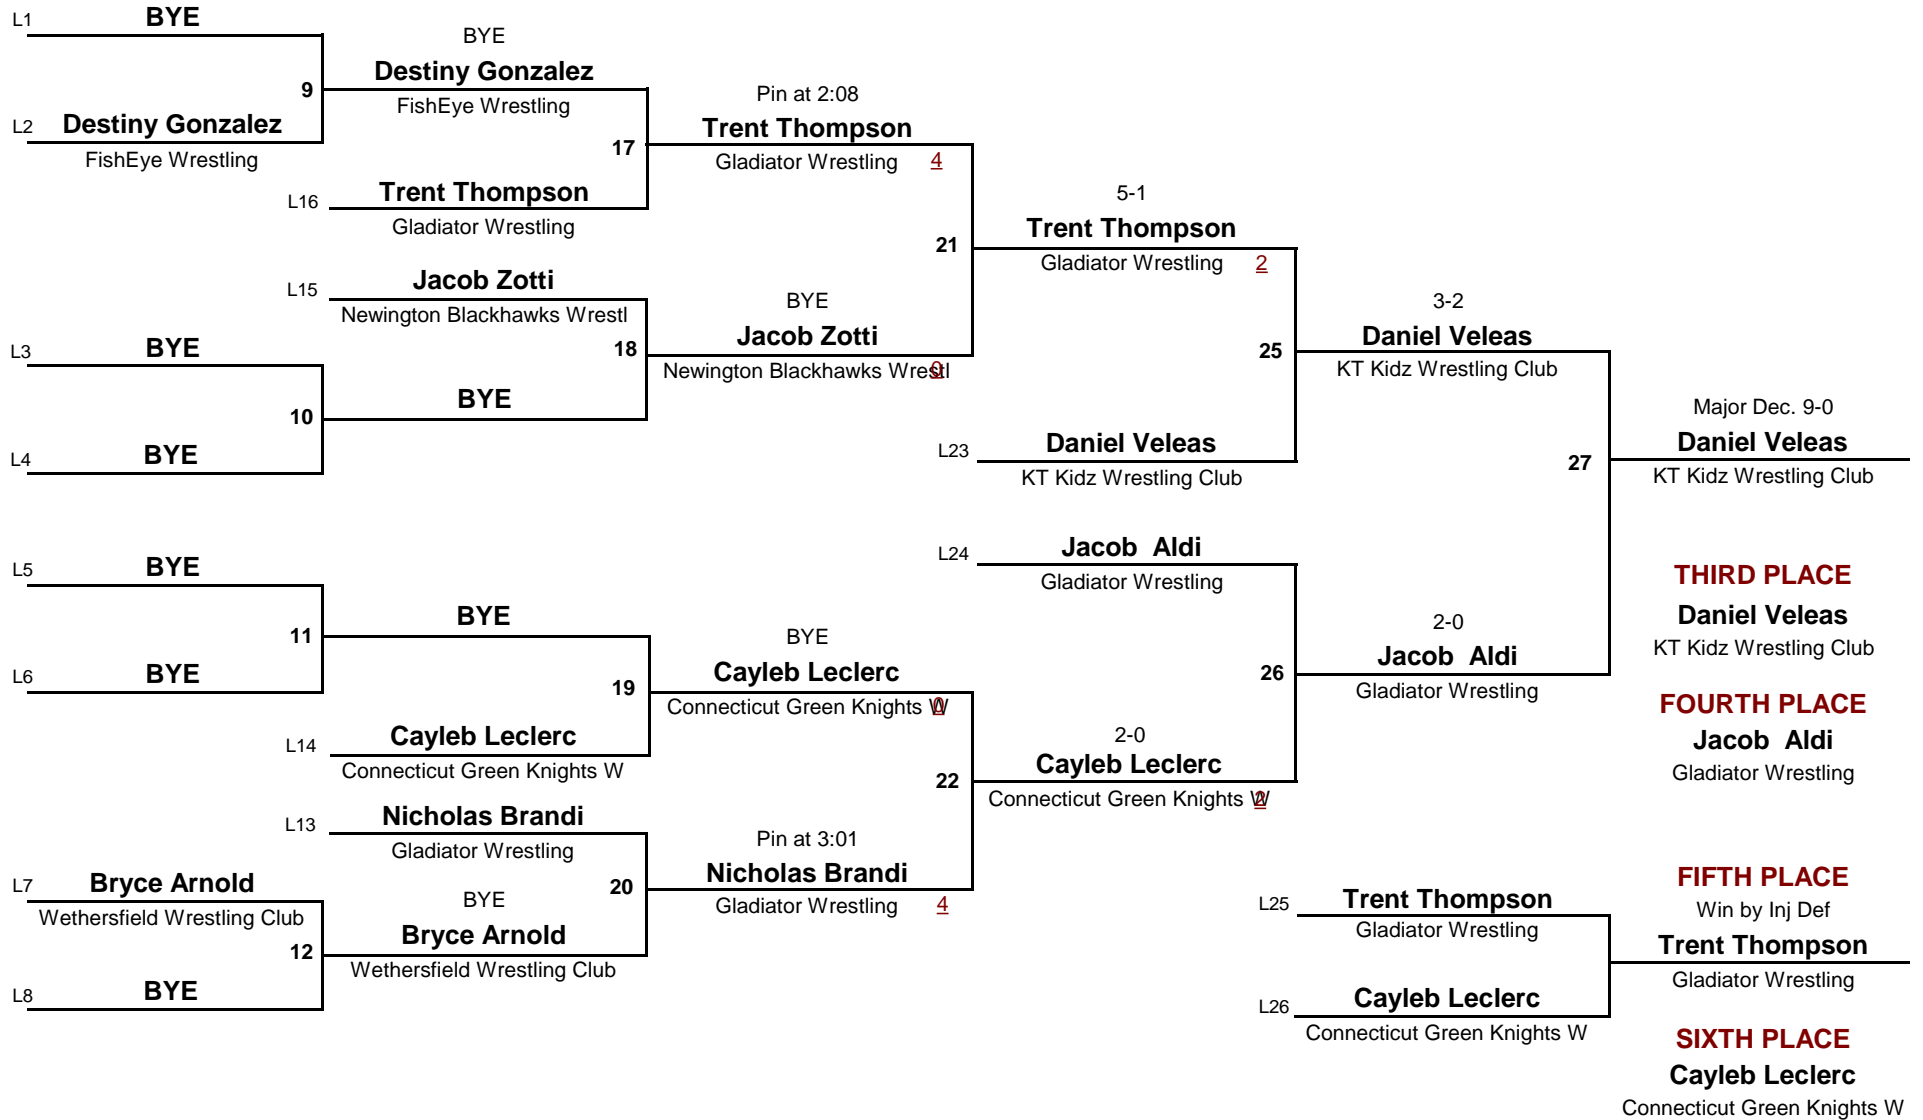 L1 BYE
9
L2 Destiny Gonzalez
FishEye Wrestling
BYE
Destiny Gonzalez
FishEye Wrestling
17
L16 Trent Thompson
Gladiator Wrestling
Pin at 2:08
Trent Thompson
Gladiator Wrestling 4
L15 Jacob Zotti
Newington Blackhawks Wrestl
18
BYE
Jacob Zotti
Newington Blackhawks Wrestl 0
L3 BYE
10
L4 BYE
BYE
21
5-1
Trent Thompson
Gladiator Wrestling 2
25
L23 Daniel Veleas
KT Kidz Wrestling Club
3-2
Daniel Veleas
KT Kidz Wrestling Club
27
Major Dec. 9-0
Daniel Veleas
KT Kidz Wrestling Club
L5 BYE
11
L6 BYE
BYE
19
L14 Cayleb Leclerc
Connecticut Green Knights W
BYE
Cayleb Leclerc
Connecticut Green Knights W 0
L13 Nicholas Brandi
Gladiator Wrestling
20
L7 Bryce Arnold
Wethersfield Wrestling Club
12
L8 BYE
BYE
Bryce Arnold
Wethersfield Wrestling Club
Pin at 3:01
Nicholas Brandi
Gladiator Wrestling 4
22
L24 Jacob Aldi
Gladiator Wrestling
26
2-0
Cayleb Leclerc
Connecticut Green Knights W 2
2-0
Jacob Aldi
Gladiator Wrestling
THIRD PLACE
Daniel Veleas
KT Kidz Wrestling Club
FOURTH PLACE
Jacob Aldi
Gladiator Wrestling
L25 Trent Thompson
Gladiator Wrestling
L26 Cayleb Leclerc
Connecticut Green Knights W
FIFTH PLACE
Win by Inj Def
Trent Thompson
Gladiator Wrestling
SIXTH PLACE
Cayleb Leclerc
Connecticut Green Knights W